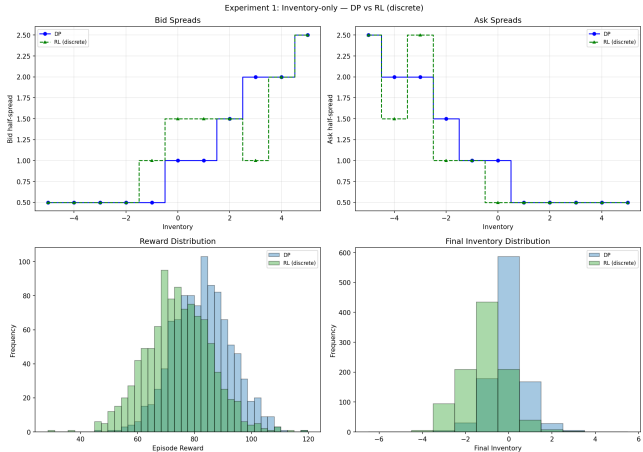 Experiment 1: Inventory-only — DP vs RL (discrete)
Bid Spreads
Ask Spreads
2.50
2.25
2.00
1.75
1.50
1.25
1.00
0.75
0.50
Bid half-spread
DP
RL (discrete)
−4
−2
0
2
4
Inventory
2.50
2.25
2.00
1.75
1.50
1.25
1.00
0.75
0.50
Ask half-spread
DP
RL (discrete)
−4
−2
0
2
4
Inventory
Reward Distribution
100
80
60
40
20
0
Frequency
DP
RL (discrete)
40
60
80
100
120
Episode Reward
Final Inventory Distribution
600
500
400
300
200
100
0
Frequency
DP
RL (discrete)
−6
−4
−2
0
2
4
6
Final Inventory